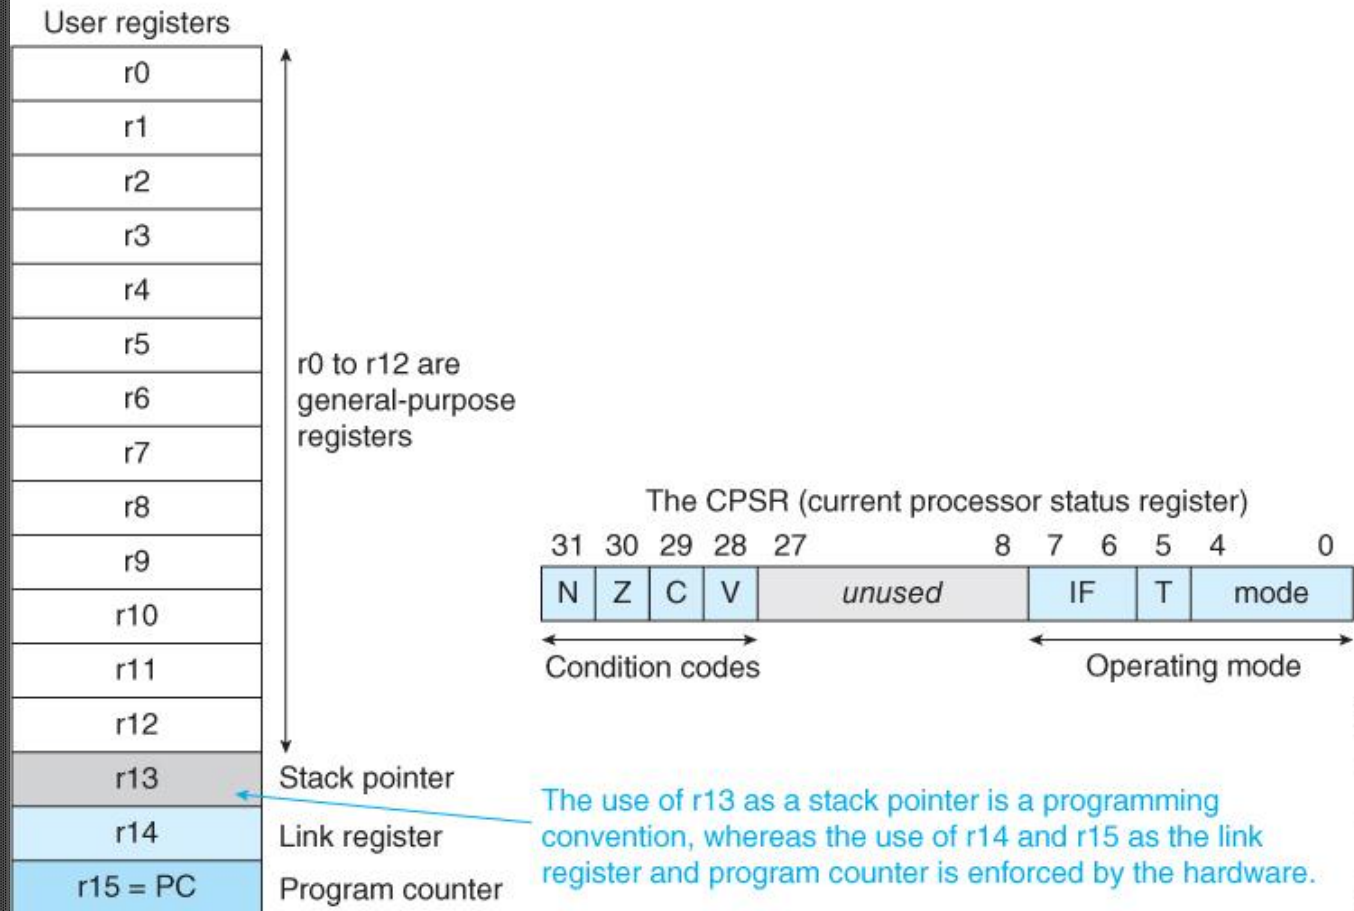 User registers
r0
r1
r2
r3
r4
r5
r6
r7
r8
r9
r10
r11
r12
r13
r14
r15 = PC
r0 to r12 are
general-purpose
registers
Stack pointer
Link register
Program counter
The CPSR (current processor status register)
31 30 29 28 27 8 7 6 5 4 0
N Z C V unused IF T mode
Condition codes Operating mode
The use of r13 as a stack pointer is a programming
convention, whereas the use of r14 and r15 as the link
register and program counter is enforced by the hardware.